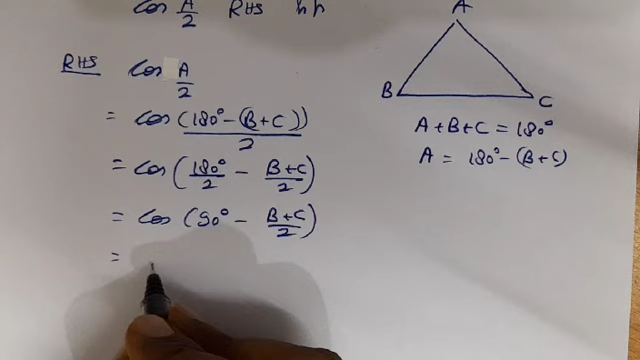 cos A/2 RHS
RHS cos A/2
= cos (180° - (B+C))/2
= cos (180°/2 - B+C/2)
= cos (90° - B+C/2)
=
A
B
C
A + B + C = 180°
A = 180° - (B+C)